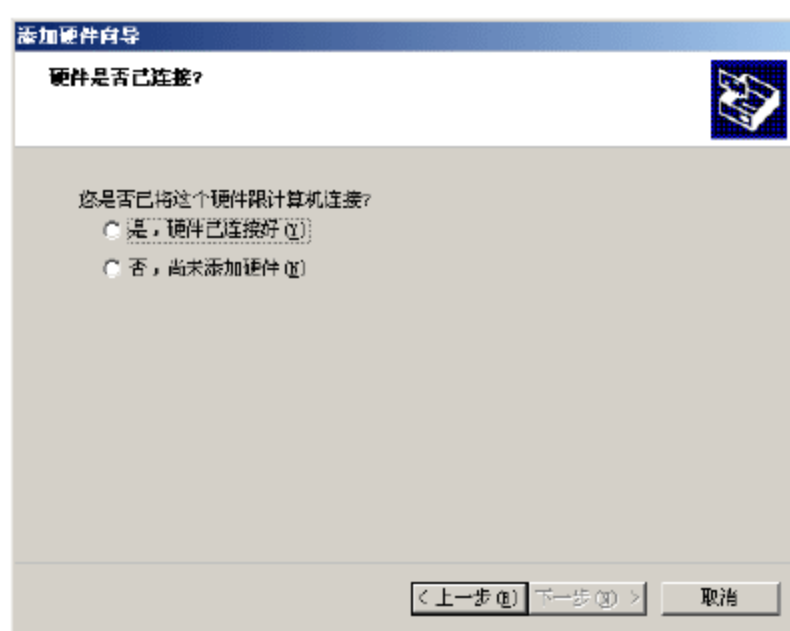 添加硬件向导
硬件是否已连接?
您是否已将这个硬件跟计算机连接?
是，硬件已连接好(Y)
否，尚未添加硬件(N)
< 上一步(B) 下一步(N) > 取消